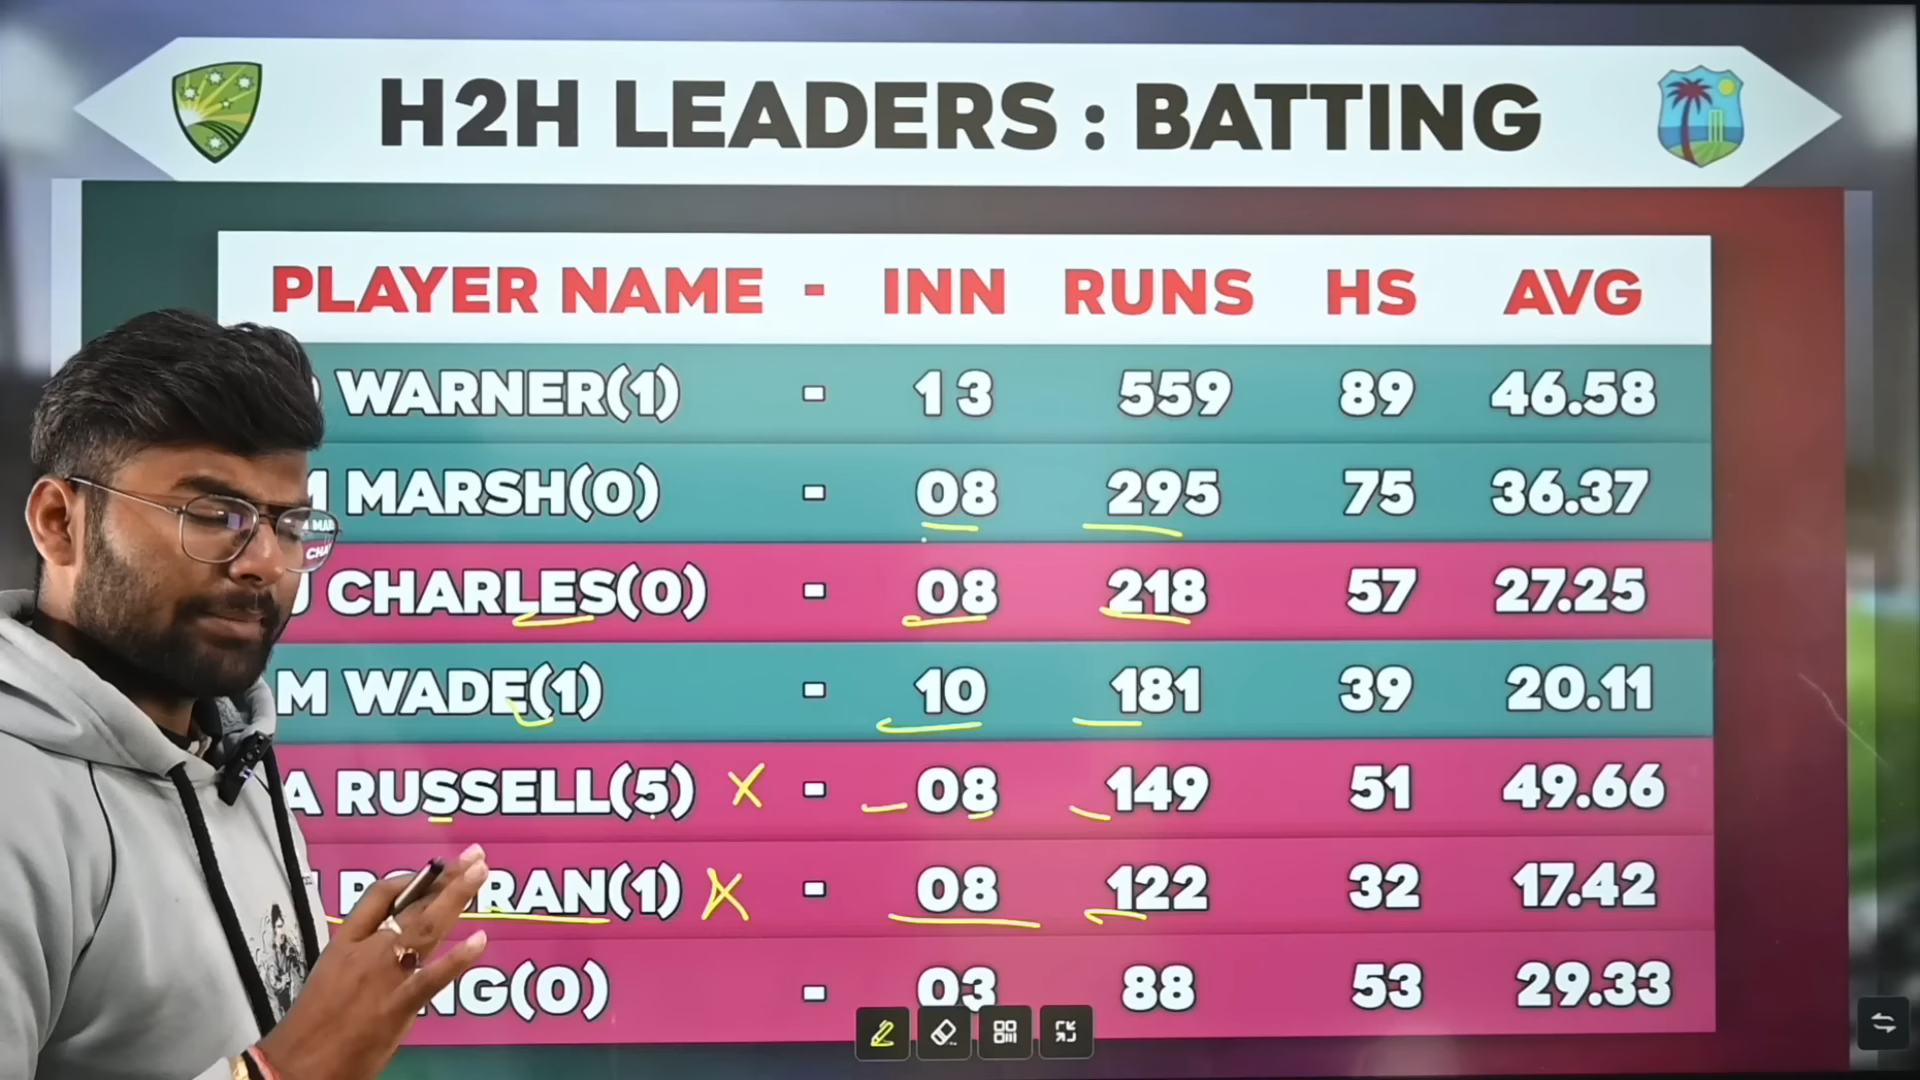 H2H LEADERS : BATTING
PLAYER NAME - INN RUNS HS AVG
WARNER(1) - 13 559 89 46.58
M MARSH(0) - 08 295 75 36.37
J CHARLES(0) - 08 218 57 27.25
M WADE(1) - 10 181 39 20.11
A RUSSELL(5) X - 08 149 51 49.66
(1) X - 08 122 32 17.42
(0) - 03 88 53 29.33